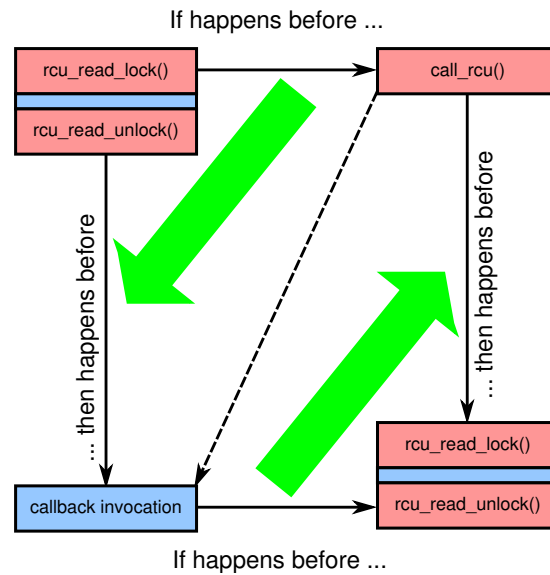 If happens before ...
rcu_read_lock()
call_rcu()
rcu_read_unlock()
... then happens before
... then happens before
rcu_read_lock()
callback invocation
rcu_read_unlock()
If happens before ...